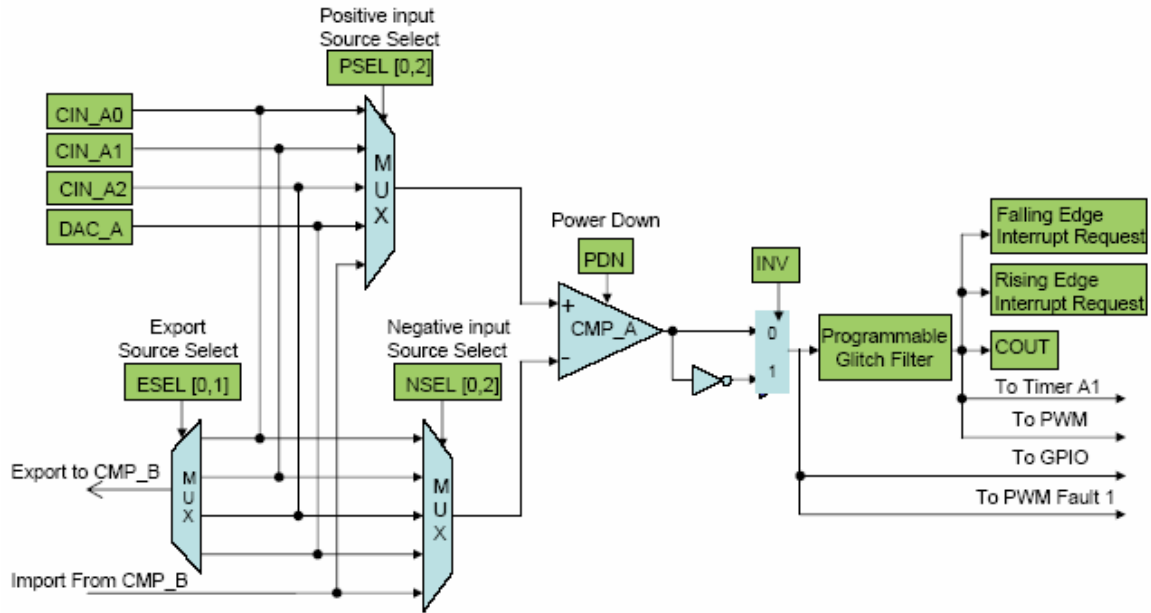 Positive input
Source Select
PSEL [0,2]
CIN_A0
CIN_A1
CIN_A2
DAC_A
M
U
X
Power Down
PDN
INV
+
CMP_A
-
0
1
Programmable
Glitch Filter
Falling Edge
Interrupt Request
Rising Edge
Interrupt Request
COUT
To Timer A1
To PWM
To GPIO
To PWM Fault 1
Export
Source Select
ESEL [0,1]
Negative input
Source Select
NSEL [0,2]
Export to CMP_B
M
U
X
M
U
X
Import From CMP_B